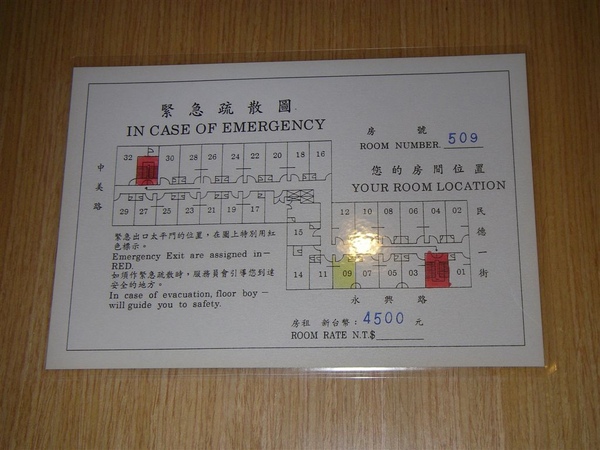 緊急疏散圖
IN CASE OF EMERGENCY
房 號
ROOM NUMBER. 509
您的房間位置
YOUR ROOM LOCATION
中美路
32 30 28 26 24 22 20 18 16
29 27 25 23 21 19 17
15
14 11 09 07 05 03 01
12 10 06 04 02
民德一街
永興路
緊急出口太平門的位置，在圖上特別用紅
色標示。
Emergency Exit are assigned in—
RED.
如須作緊急疏散時，服務員會引導您到達
安全的地方。
In case of evacuation, floor boy—
will guide you to safety.
房租 新台幣：4500 元
ROOM RATE N.T.$